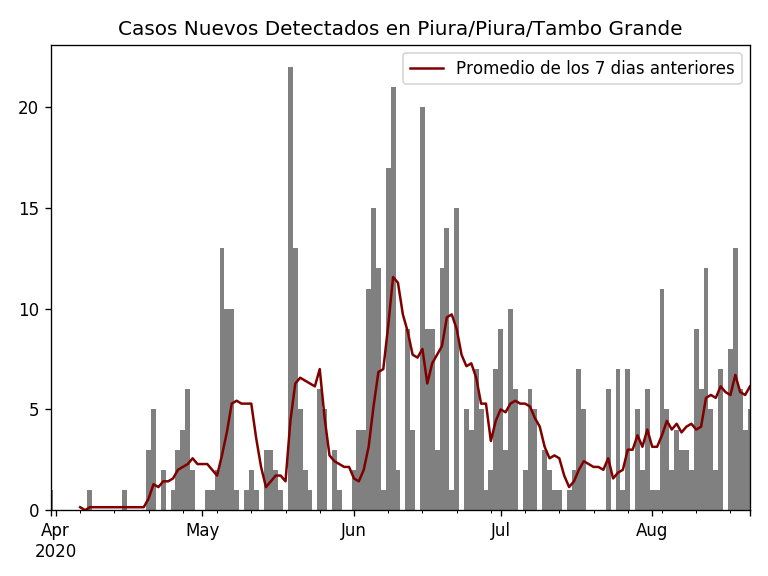 Casos Nuevos Detectados en Piura/Piura/Tambo Grande
Promedio de los 7 dias anteriores
20
15
10
5
0
Apr May Jun Jul Aug
2020